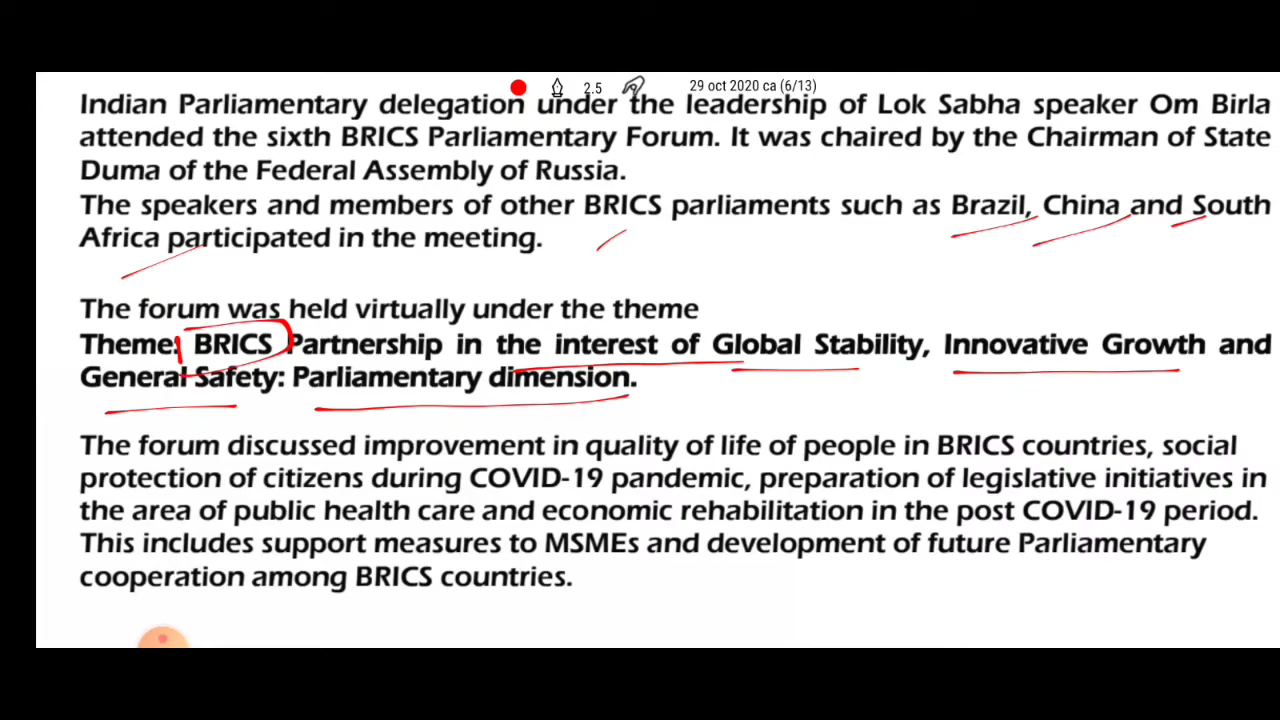 2.5 29 oct 2020 ca (6/13)
Indian Parliamentary delegation under the leadership of Lok Sabha speaker Om Birla
attended the sixth BRICS Parliamentary Forum. It was chaired by the Chairman of State
Duma of the Federal Assembly of Russia.
The speakers and members of other BRICS parliaments such as Brazil, China and South
Africa participated in the meeting.
The forum was held virtually under the theme
Theme: BRICS Partnership in the interest of Global Stability, Innovative Growth and
General Safety: Parliamentary dimension.
The forum discussed improvement in quality of life of people in BRICS countries, social
protection of citizens during COVID-19 pandemic, preparation of legislative initiatives in
the area of public health care and economic rehabilitation in the post COVID-19 period.
This includes support measures to MSMEs and development of future Parliamentary
cooperation among BRICS countries.